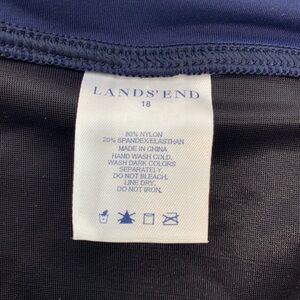 LANDS' END
18
80% NYLON
20% SPANDEX/ELASTHAN
MADE IN CHINA
HAND WASH COLD.
WASH DARK COLORS
SEPARATELY.
DO NOT BLEACH.
LINE DRY.
DO NOT IRON.